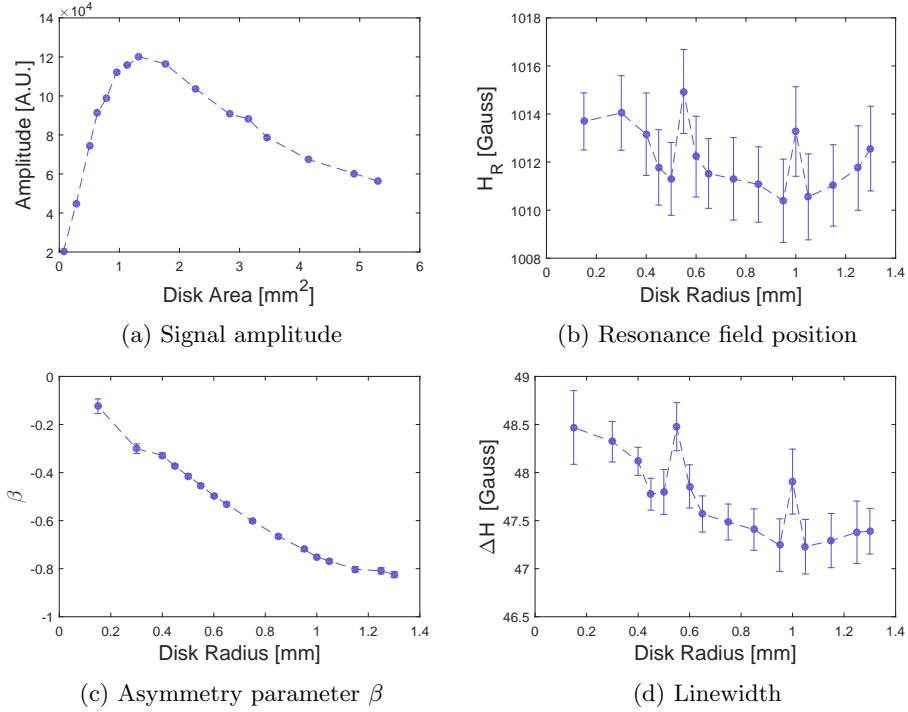 14 ×10⁴
12
10
8
6
4
2
0 1 2 3 4 5 6
Amplitude [A.U.]
Disk Area [mm²]
(a) Signal amplitude
1018
1016
1014
1012
1010
1008
0 0.2 0.4 0.6 0.8 1 1.2 1.4
H_R [Gauss]
Disk Radius [mm]
(b) Resonance field position
0
-0.2
-0.4
-0.6
-0.8
-1
0 0.2 0.4 0.6 0.8 1 1.2 1.4
β
Disk Radius [mm]
(c) Asymmetry parameter β
49
48.5
48
47.5
47
46.5
0 0.2 0.4 0.6 0.8 1 1.2 1.4
ΔH [Gauss]
Disk Radius [mm]
(d) Linewidth